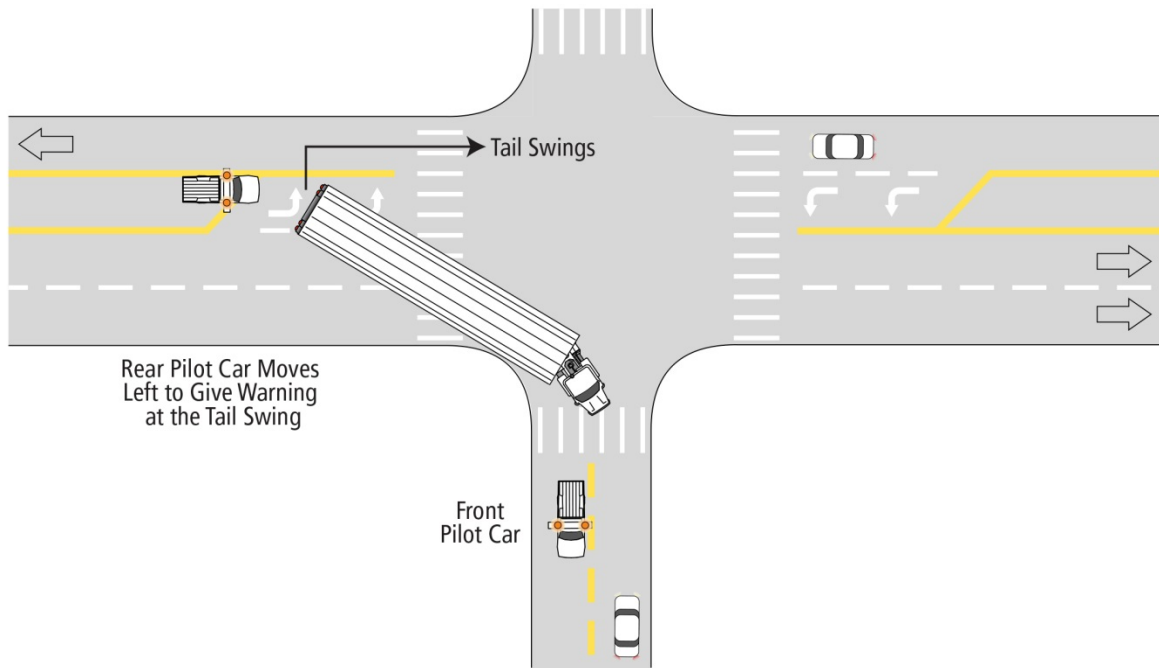 Tail Swings
Rear Pilot Car Moves
Left to Give Warning
at the Tail Swing
Front
Pilot Car